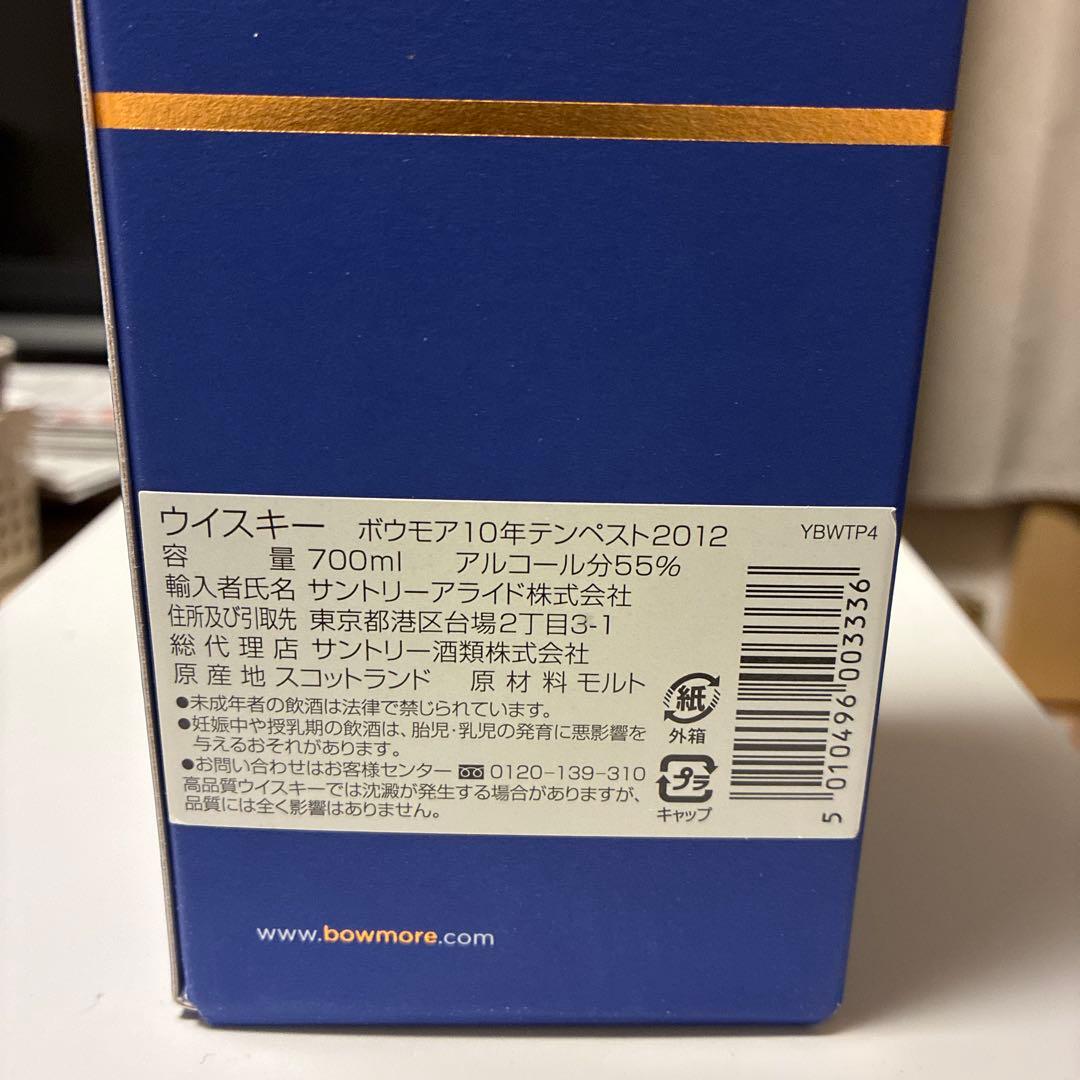 ウイスキー ボウモア10年テンペスト2012 YBWTP4
容量 700ml アルコール分55%
輸入者氏名 サントリーアライド株式会社
住所及び引取先 東京都港区台場2丁目3-1
総代理店 サントリー酒類株式会社
原産地 スコットランド 原材料 モルト
●未成年者の飲酒は法律で禁じられています。
●妊娠中や授乳期の飲酒は、胎児・乳児の発育に悪影響を
与えるおそれがあります。
●お問い合わせはお客様センター 0120-139-310
高品質ウイスキーでは沈澱が発生する場合がありますが、
品質には全く影響はありません。
紙
外箱
プラ
キャップ
5 010496 003336
www.bowmore.com